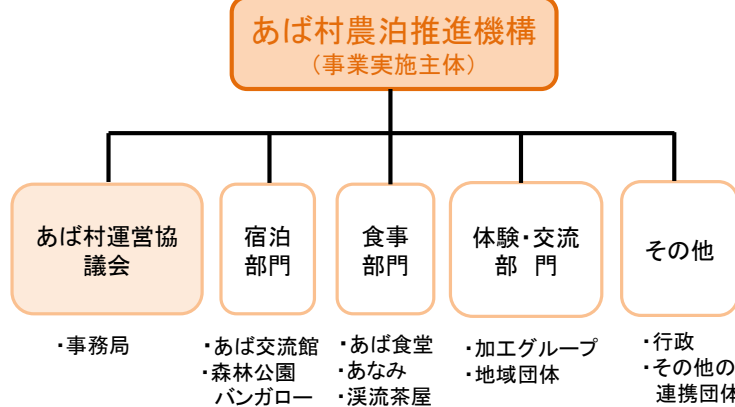 あば村農泊推進機構
(事業実施主体)
あば村運営協
議会
宿泊
部門
食事
部門
体験・交流
部　門
その他
・事務局
・あば交流館
・森林公園
バンガロー
・あば食堂
・あなみ
・渓流茶屋
・加工グループ
・地域団体
・行政
・その他の
連携団体